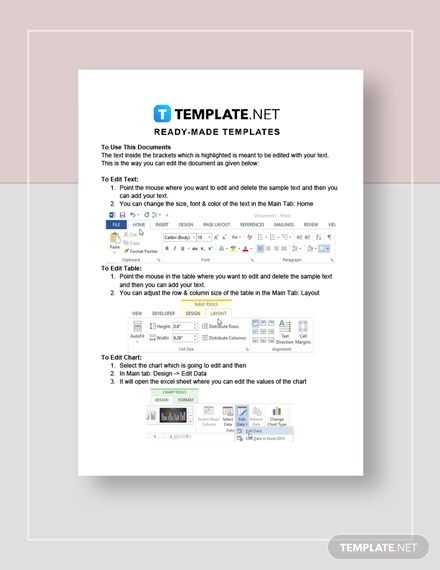 TEMPLATE.NET
READY-MADE TEMPLATES
To Use This Documents
The text inside the brackets which is highlighted is meant to be edited with your text.
This is the way you can edit the document as given below:
To Edit Text:
1. Point the mouse where you want to edit and delete the sample text and then you
can add your text.
2. You can change the size, font & color of the text in the Main Tab: Home
Document1 - Word
FILE HOME INSERT DESIGN PAGE LAYOUT REFERENCES MAILINGS REVIEW
Cut
Copy
Paste
Format Painter
Calibri (Body)
Clipboard Font Paragraph
To Edit Table:
1. Point the mouse in the table where you want to edit and delete the sample text
and then you can add your text.
2. You can adjust the row & column size of the table in the Main Tab: Layout
TABLE TOOLS
VIEW DEVELOPER DESIGN LAYOUT
AutoFit
Height: 0.6"
Distribute Rows
Width: 6.26"
Distribute Columns
Text Direction
Cell Margins
Cell Size Alignment
To Edit Chart:
1. Select the chart which is going to edit and then
2. In Main tab: Design -> Edit Data
3. It will open the excel sheet where you can edit the values of the chart
CHART TOOLS
DESIGN FORMAT
Switch Row/
Column
Select
Data
Edit
Data
Refresh
Data
Change
Chart Type
Data
Edit Data
Edit Data in Excel 2013
TEMPLATE.NET